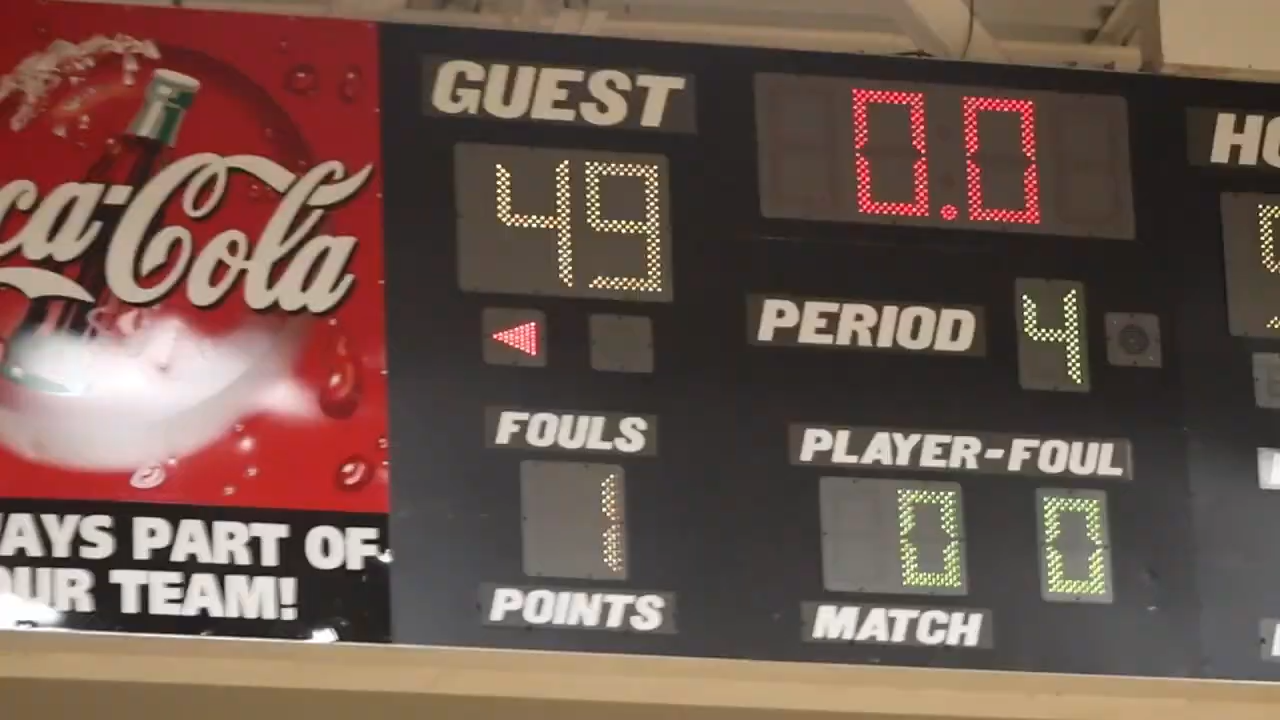 Coca-Cola
AYS PART OF
OUR TEAM!
GUEST
49
0.0
PERIOD 4
FOULS
1
PLAYER-FOUL
0 0
POINTS
MATCH
HO